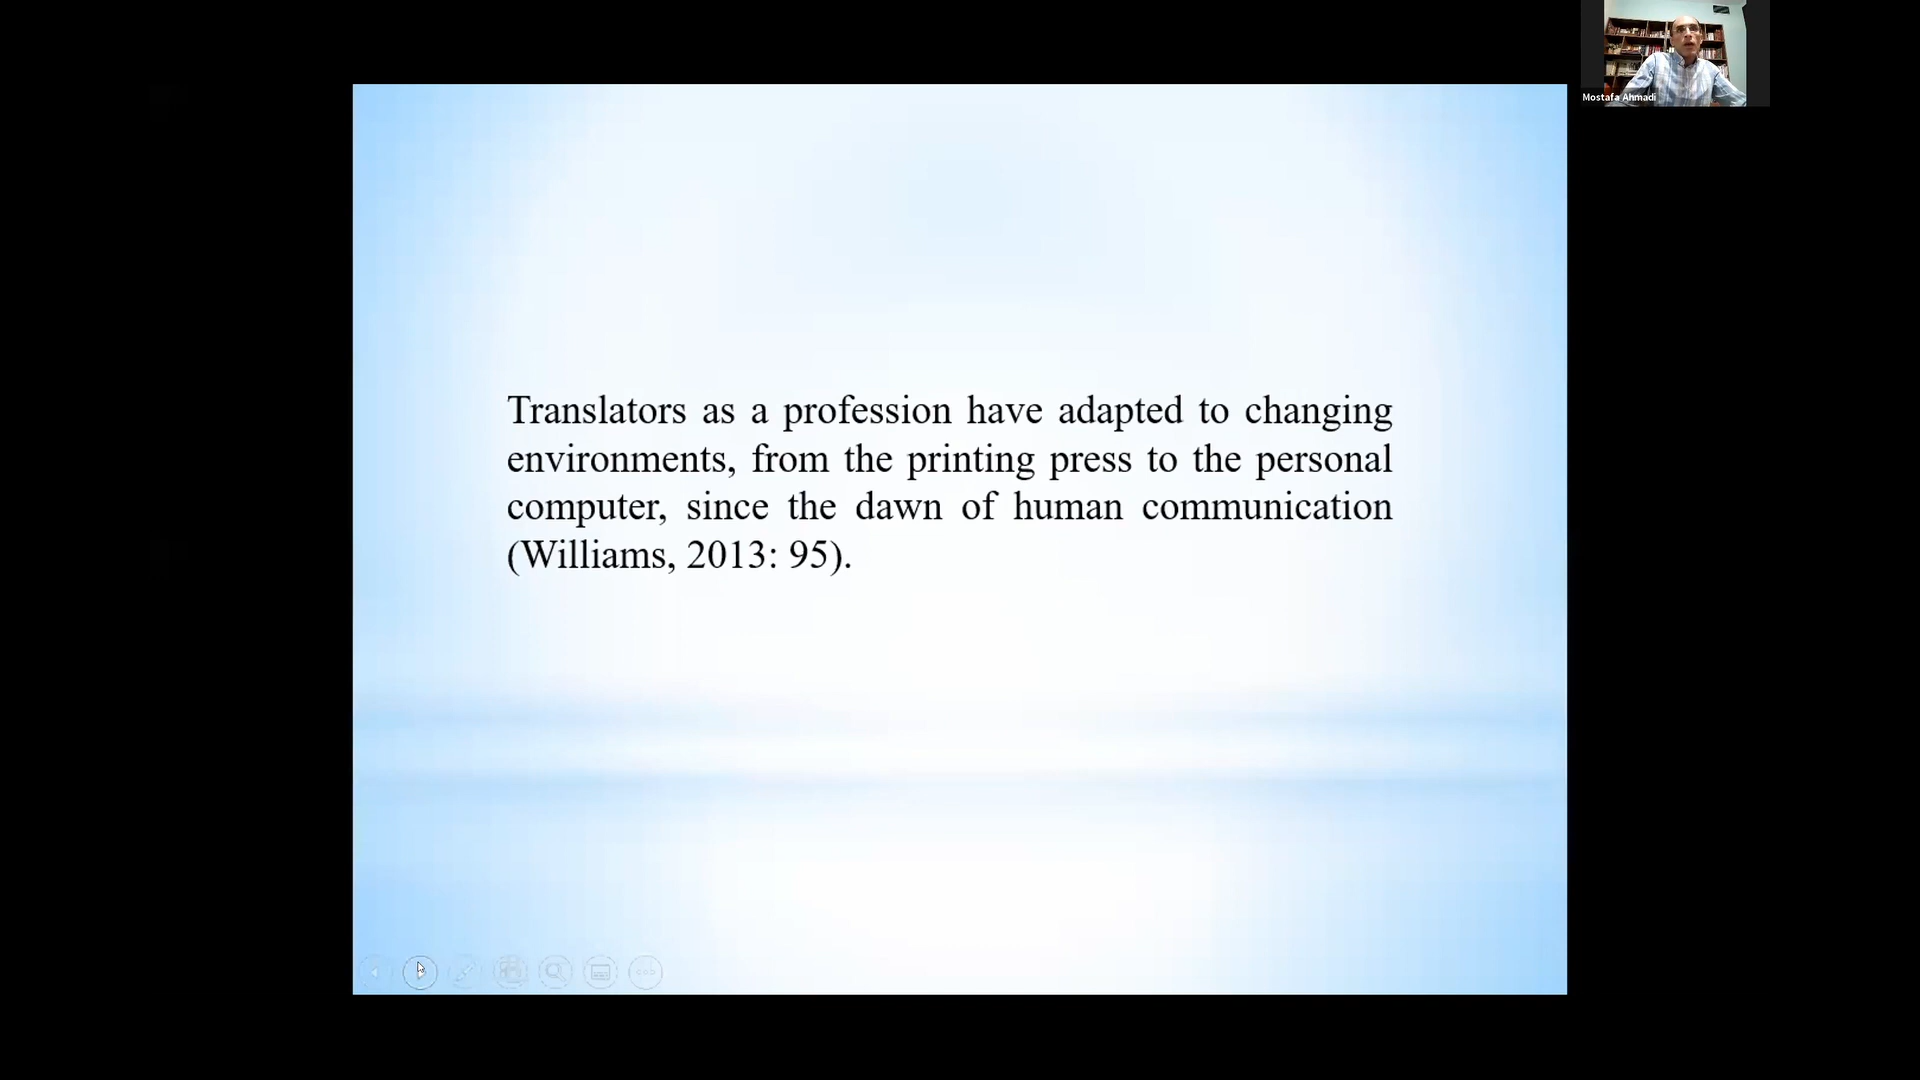 Mostafa Ahmadi
Translators as a profession have adapted to changing
environments, from the printing press to the personal
computer, since the dawn of human communication
(Williams, 2013: 95).